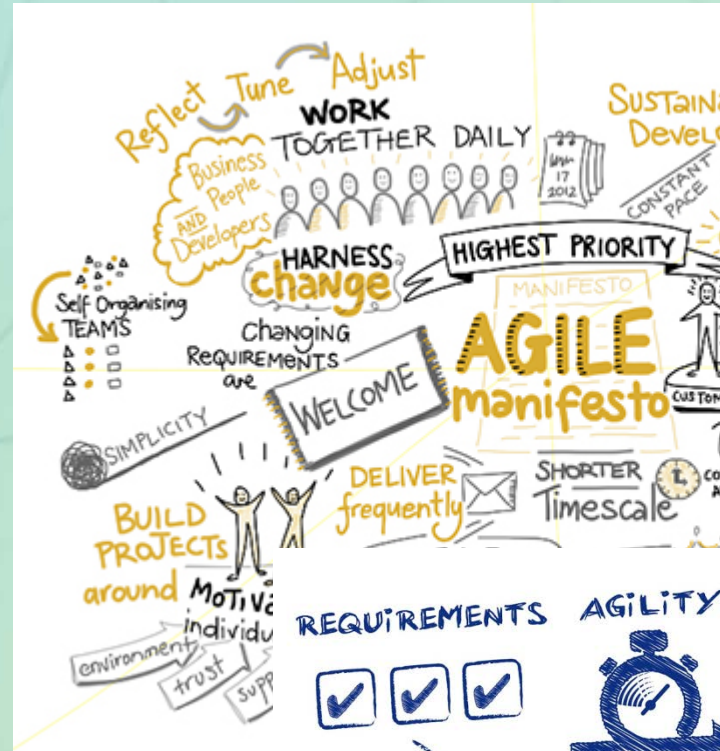 Reflect Tune Adjust
WORK
TOGETHER DAILY
Business
People
AND
Developers
17
2012
SUSTAINA
DEVELO
CONSTANT
PACE
HARNESS
change
HIGHEST PRIORITY
MANIFESTO
AGILE
manifesto
CUSTOM
Self Organising
TEAMS
Changing
REQUIREMENTS
are
WELCOME
SIMPLICITY
DELIVER
frequently
SHORTER
Timescale
BUILD
PROJECTS
around MOTIVA
individu
environment
trust
supp
REQUIREMENTS
AGILITY